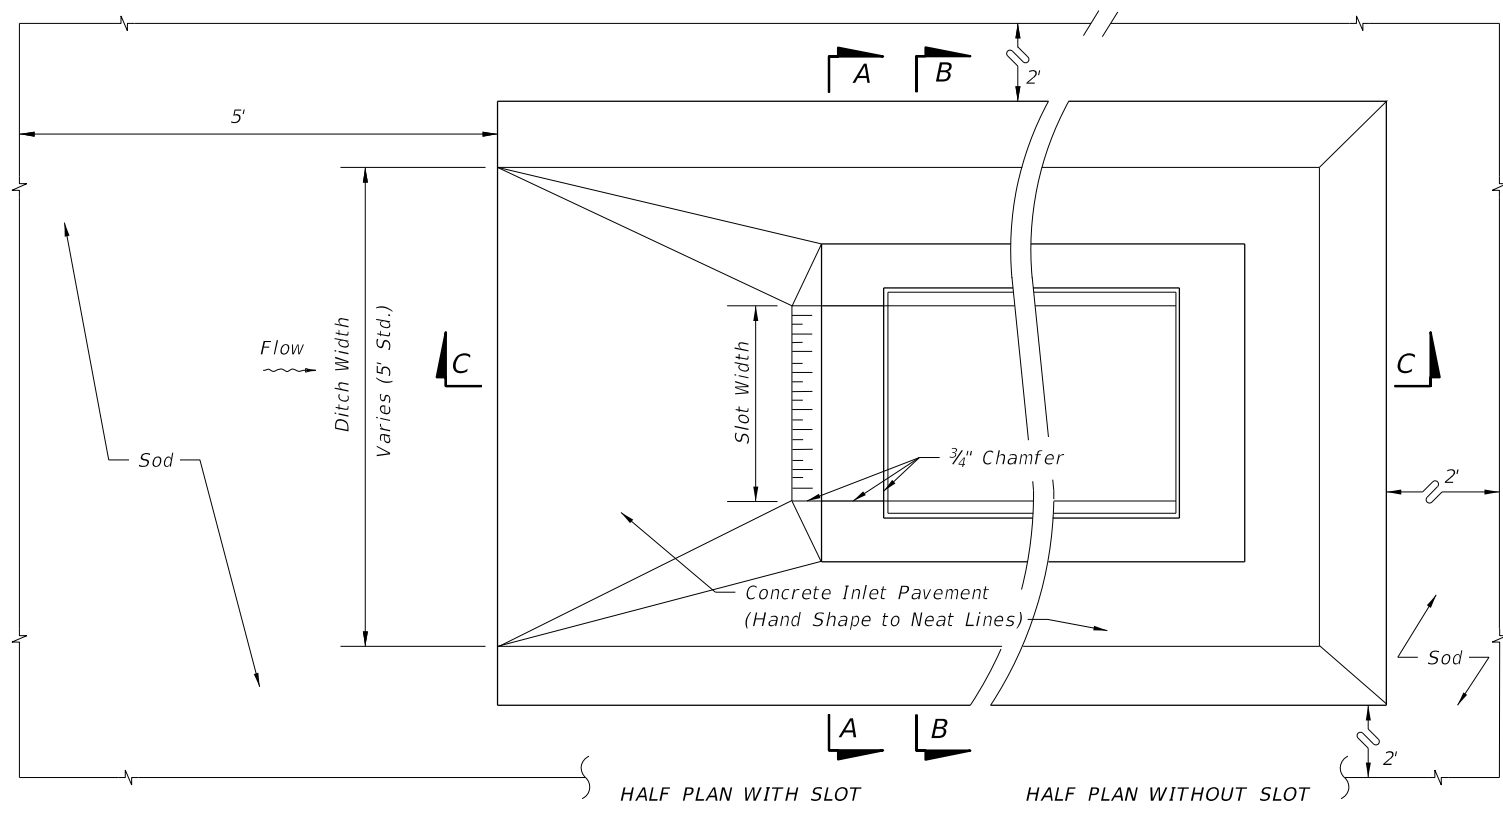 A
B
2'
5'
Flow
Ditch Width
Varies (5' Std.)
C
Slot Width
C
Sod
¾" Chamfer
2'
Concrete Inlet Pavement
(Hand Shape to Neat Lines)
Sod
A
B
2'
HALF PLAN WITH SLOT
HALF PLAN WITHOUT SLOT